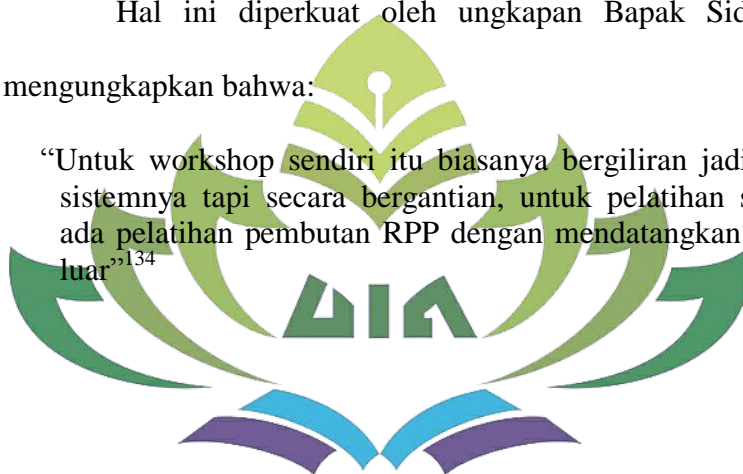 Hal ini diperkuat oleh ungkapan Bapak Sid
mengungkapkan bahwa:
“Untuk workshop sendiri itu biasanya bergiliran jadi
sistemnya tapi secara bergantian, untuk pelatihan s
ada pelatihan pembutan RPP dengan mendatangkan
luar”134
UIN